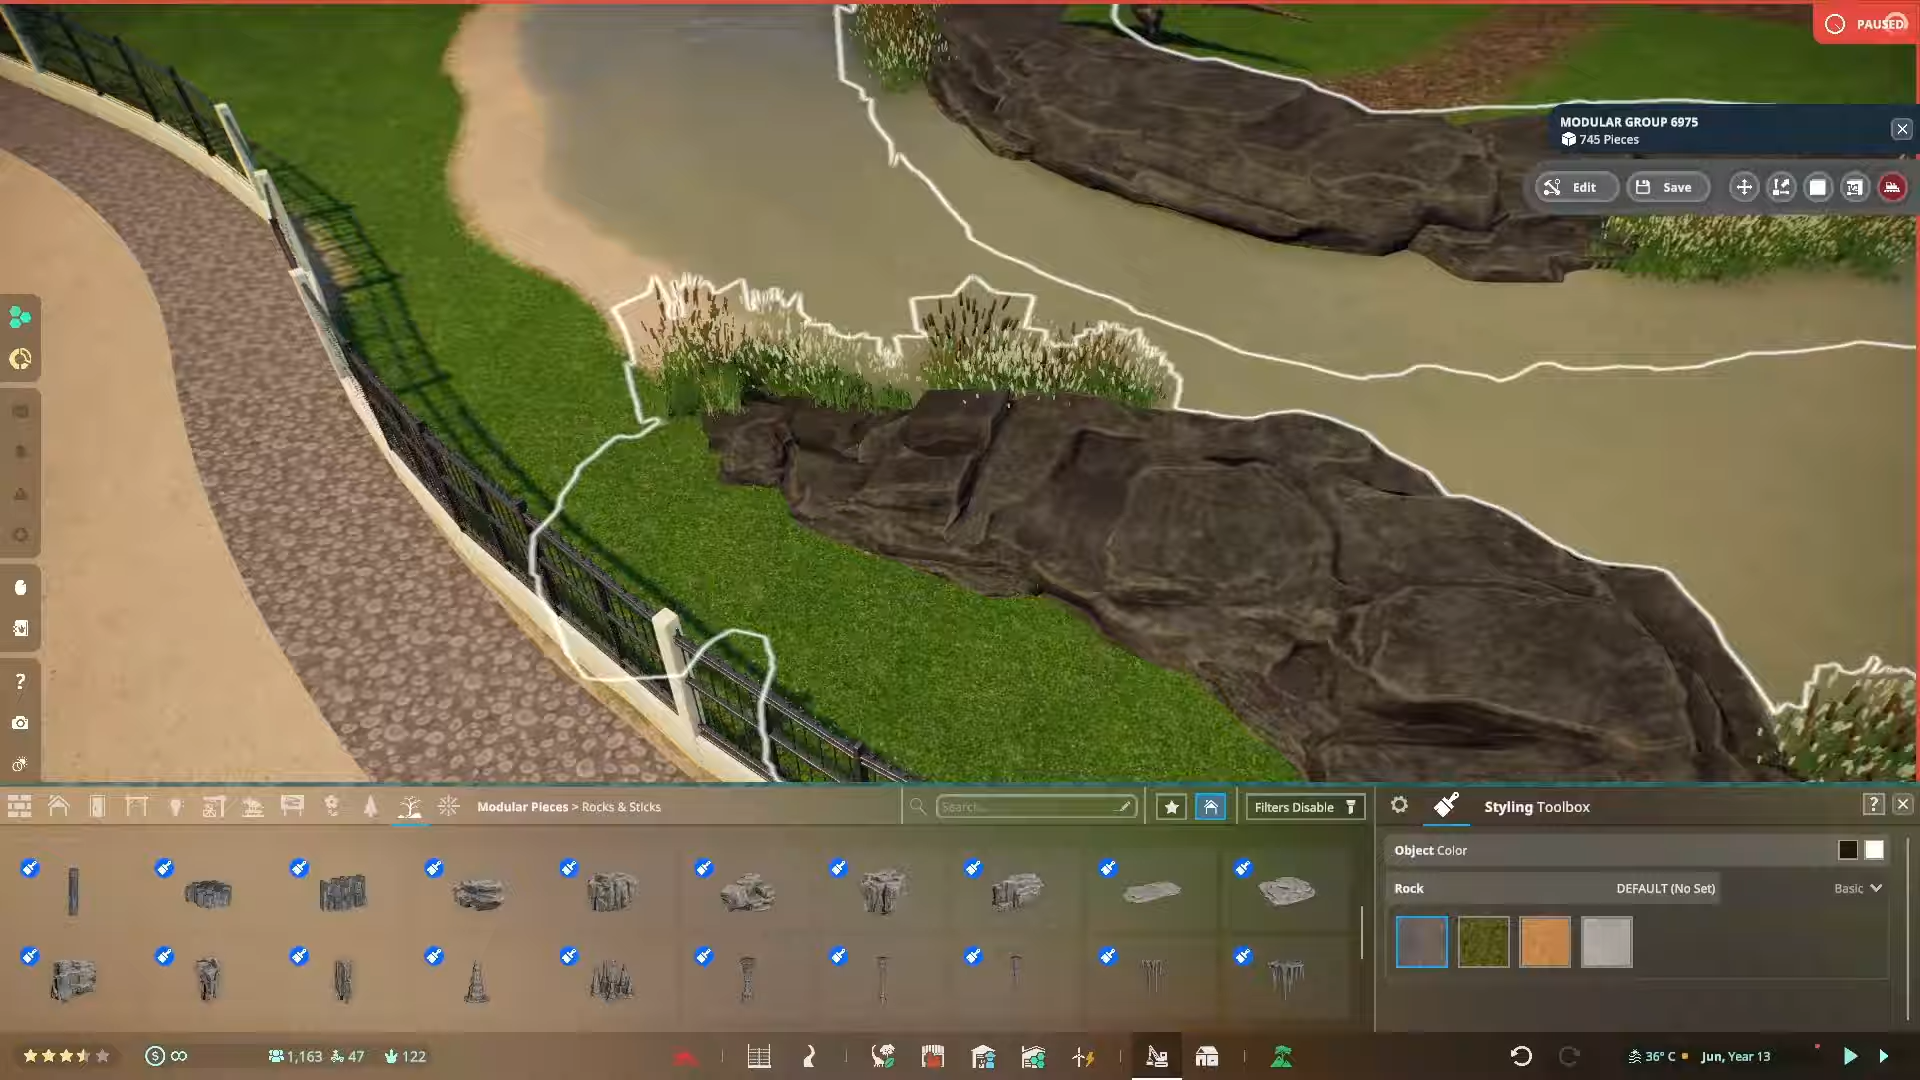 PAUSED
MODULAR GROUP 6975
745 Pieces
Edit
Save
?
Modular Pieces > Rocks & Sticks
Search...
Filters Disable
Styling Toolbox
?
Object Color
Rock
DEFAULT (No Set)
Basic
1,163
47
122
36° C
Jun, Year 13